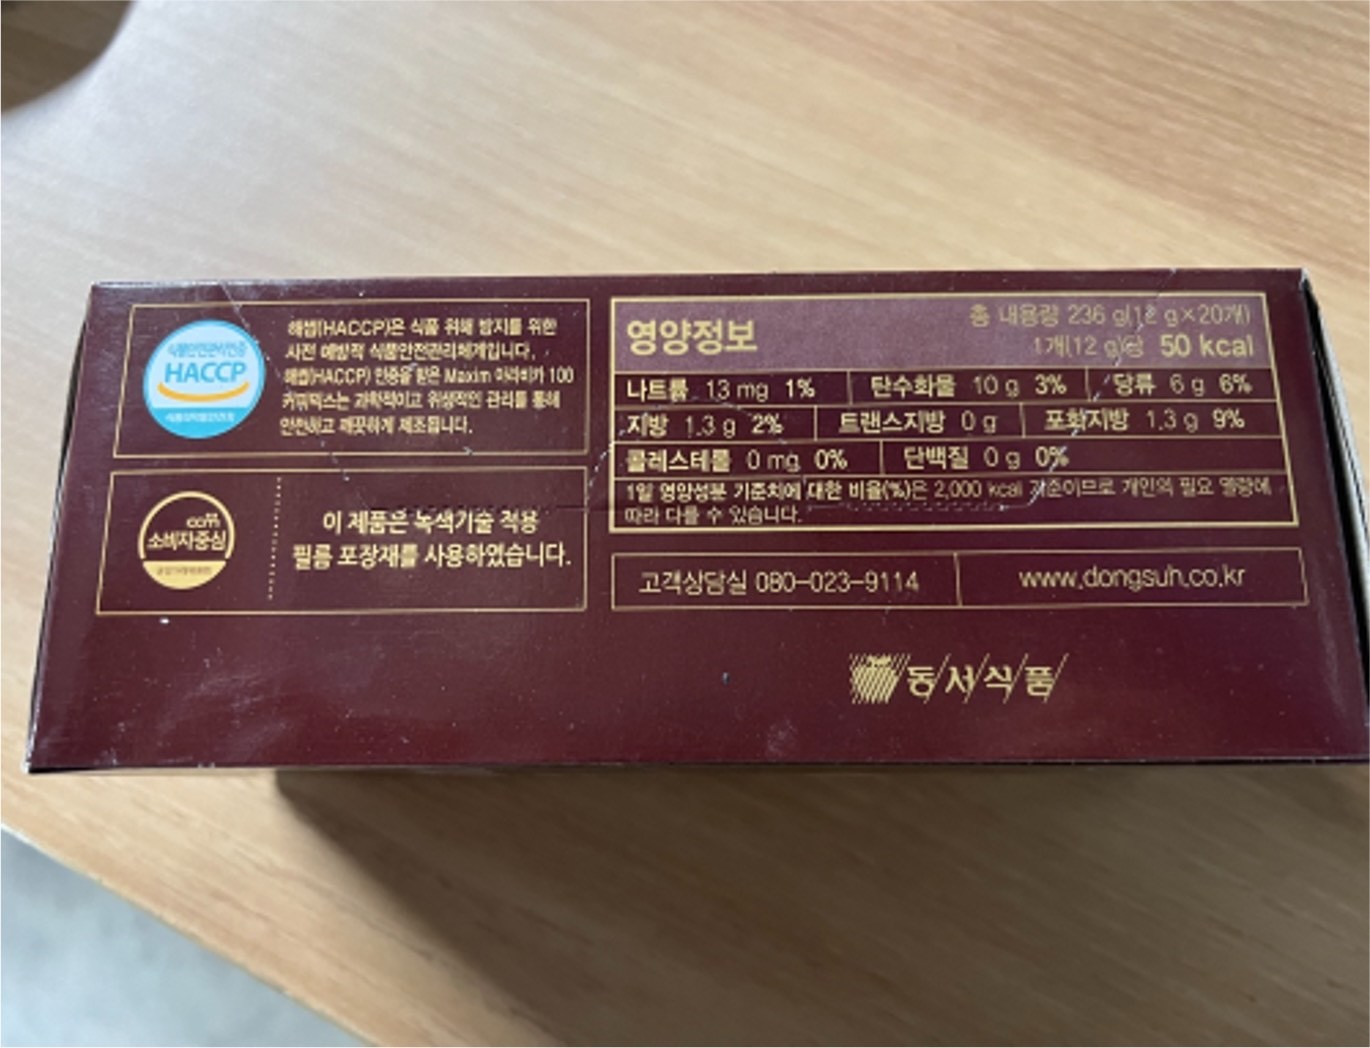 식품안전관리인증
HACCP
식품의약품안전처
해썹(HACCP)은 식품 위해 방지를 위한
사전 예방적 식품안전관리체계입니다.
해썹(HACCP) 인증을 받은 Maxim 아라비카 100
커피믹스는 과학적이고 위생적인 관리를 통해
안전하고 깨끗하게 제조됩니다.
ccm
소비자중심
이 제품은 녹색기술 적용
필름 포장재를 사용하였습니다.
영양정보
총 내용량 236 g(12 g×20개)
1개(12 g)당 50 kcal
나트륨 13 mg 1% 탄수화물 10 g 3% 당류 6 g 6%
지방 1.3 g 2% 트랜스지방 0 g 포화지방 1.3 g 9%
콜레스테롤 0 mg 0% 단백질 0 g 0%
1일 영양성분 기준치에 대한 비율(%)은 2,000 kcal 기준이므로 개인의 필요 열량에
따라 다를 수 있습니다.
고객상담실 080-023-9114
www.dongsuh.co.kr
동서식품